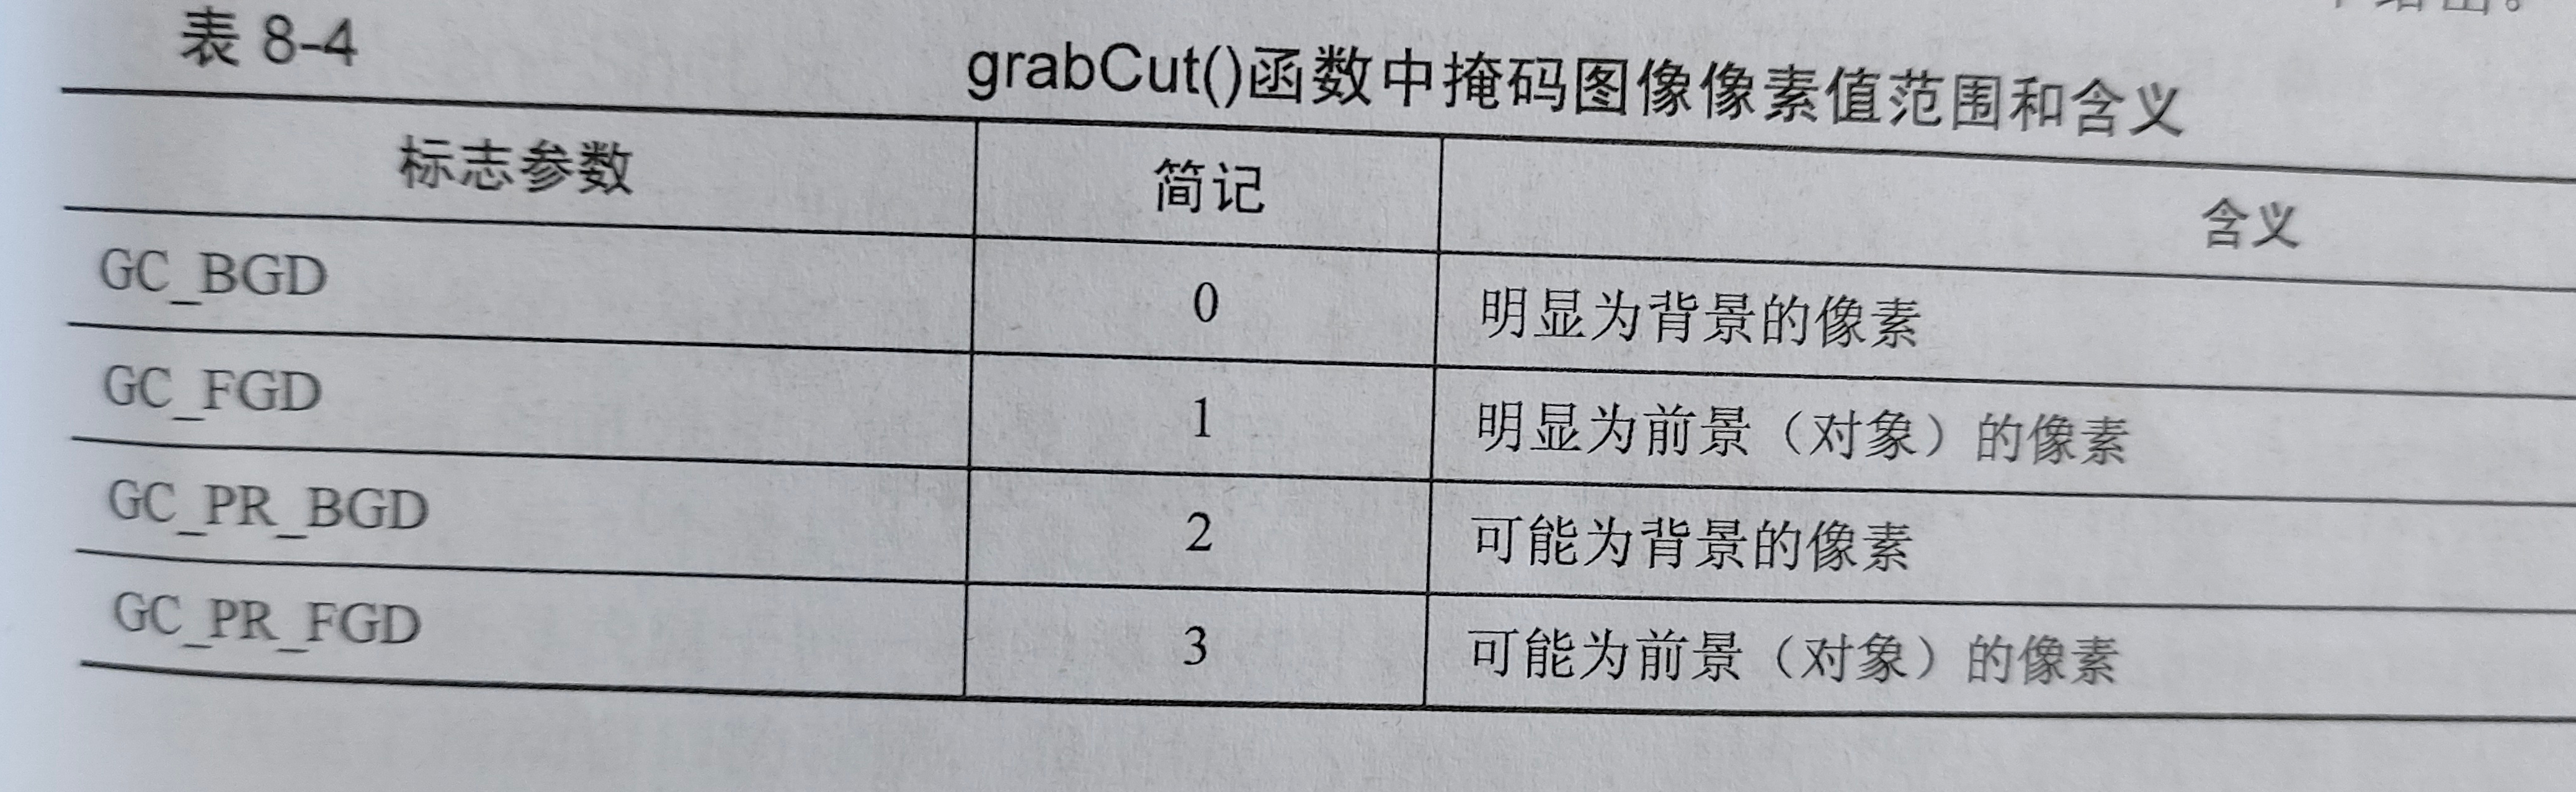 表 8-4
grabCut()函数中掩码图像像素值范围和含义
标志参数 简记 含义
GC_BGD 0 明显为背景的像素
GC_FGD 1 明显为前景（对象）的像素
GC_PR_BGD 2 可能为背景的像素
GC_PR_FGD 3 可能为前景（对象）的像素